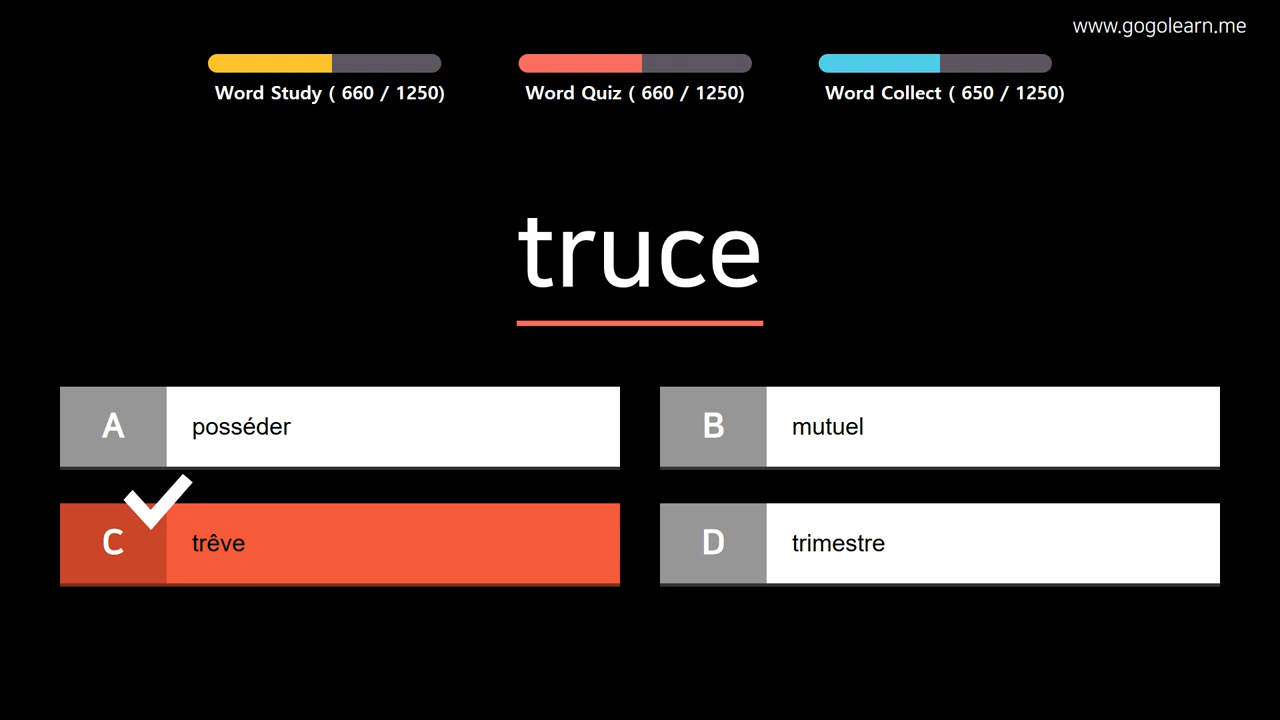 www.gogolearn.me
Word Study ( 660 / 1250)
Word Quiz ( 660 / 1250)
Word Collect ( 650 / 1250)
truce
A posséder
B mutuel
C trêve
D trimestre